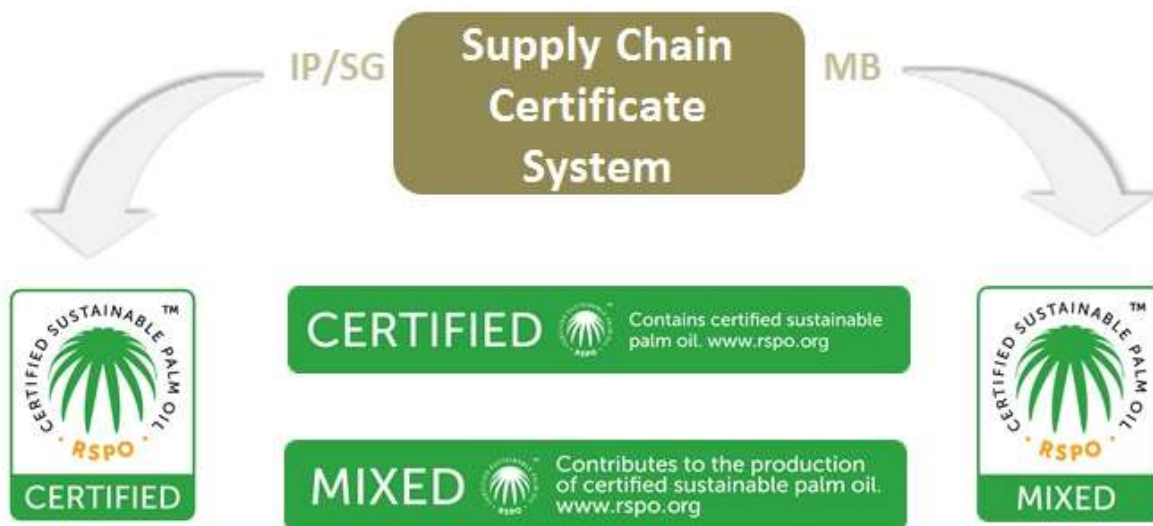 IP/SG
Supply Chain
Certificate
System
MB
CERTIFIED SUSTAINABLE PALM OIL ™
· RSPO ·
CERTIFIED
CERTIFIED
RSPO
Contains certified sustainable
palm oil. www.rspo.org
MIXED
Contributes to the production
of certified sustainable palm oil.
www.rspo.org
CERTIFIED SUSTAINABLE PALM OIL ™
· RSPO ·
MIXED